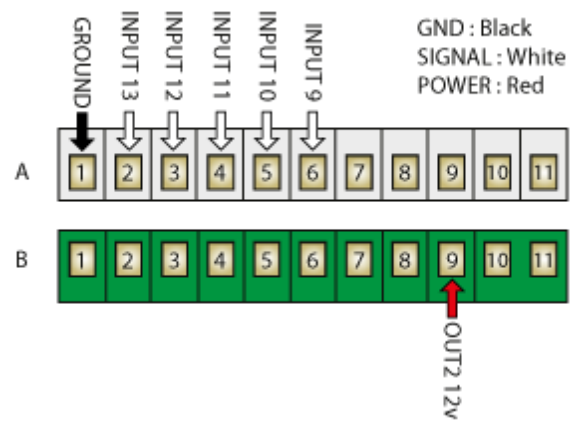 GROUND
INPUT 13
INPUT 12
INPUT 11
INPUT 10
INPUT 9
GND : Black
SIGNAL : White
POWER : Red
A
1 2 3 4 5 6 7 8 9 10 11
B
1 2 3 4 5 6 7 8 9 10 11
OUT2 12v